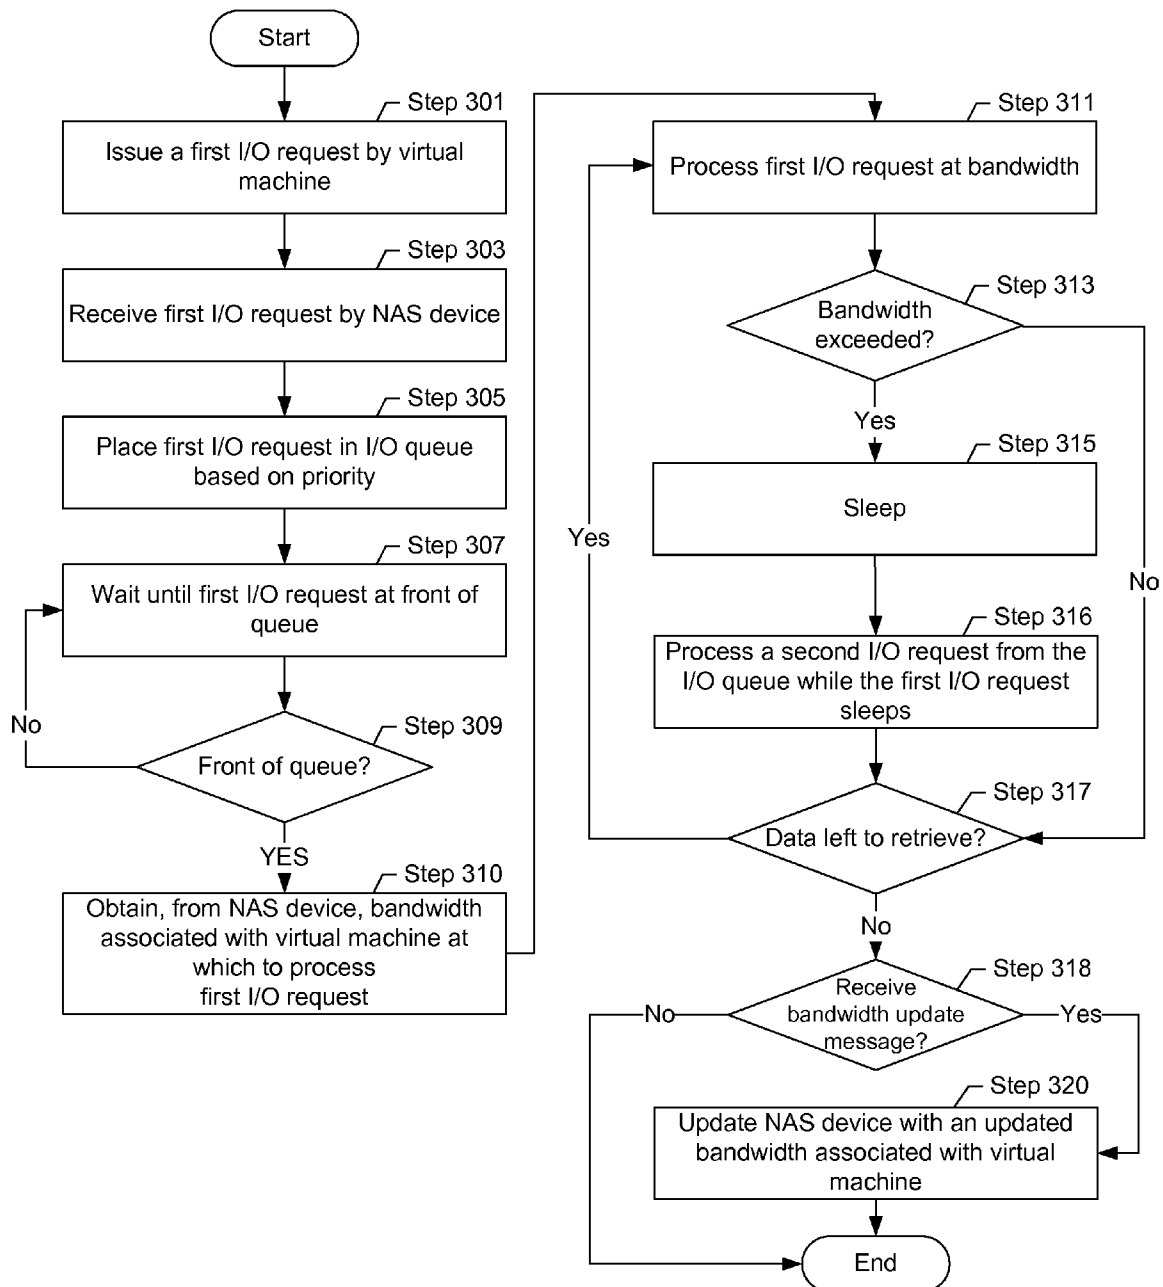 Start
Step 301
Issue a first I/O request by virtual
machine
Step 303
Receive first I/O request by NAS device
Step 305
Place first I/O request in I/O queue
based on priority
Step 307
Wait until first I/O request at front of
queue
No
Step 309
Front of queue?
YES
Step 310
Obtain, from NAS device, bandwidth
associated with virtual machine at
which to process
first I/O request
Step 311
Process first I/O request at bandwidth
Step 313
Bandwidth
exceeded?
Yes
No
Step 315
Sleep
Yes
Step 316
Process a second I/O request from the
I/O queue while the first I/O request
sleeps
Step 317
Data left to retrieve?
No
Step 318
Receive
bandwidth update
message?
No
Yes
Step 320
Update NAS device with an updated
bandwidth associated with virtual
machine
End